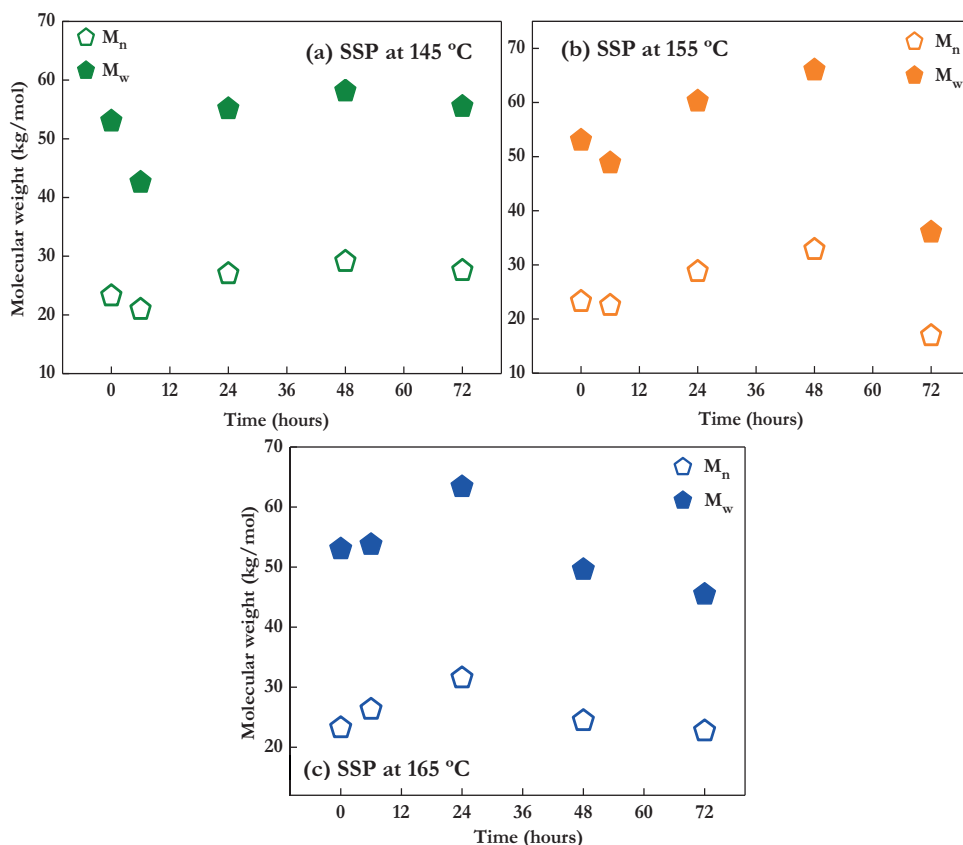 70
60
50
40
30
20
10
Molecular weight (kg/mol)
Mn
Mw
(a) SSP at 145 ºC
0 12 24 36 48 60 72
Time (hours)
70
60
50
40
30
20
10
(b) SSP at 155 ºC
Mn
Mw
0 12 24 36 48 60 72
Time (hours)
70
60
50
40
30
20
Molecular weight (kg/mol)
Mn
Mw
(c) SSP at 165 ºC
0 12 24 36 48 60 72
Time (hours)